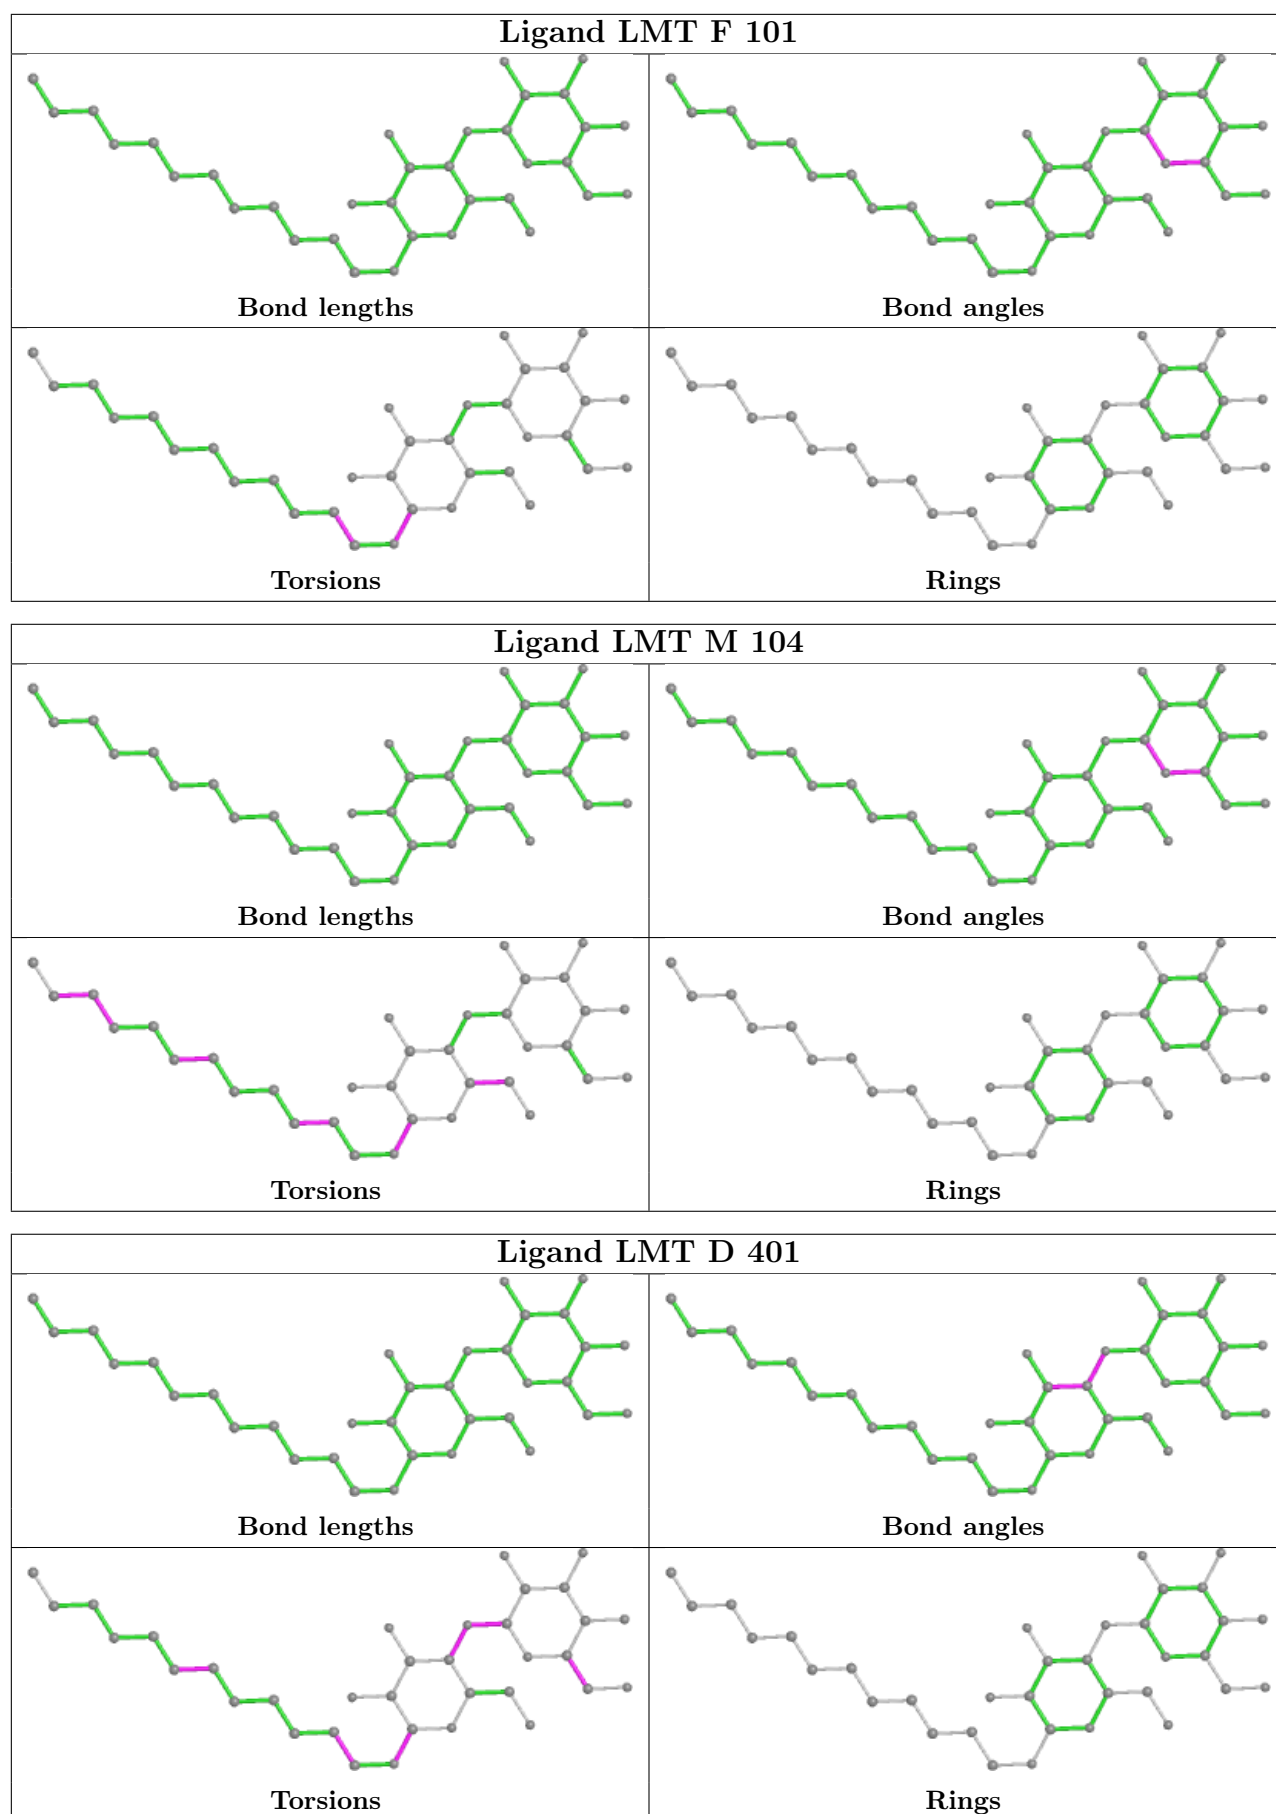 Ligand LMT F 101
Bond lengths
Bond angles
Torsions
Rings
Ligand LMT M 104
Bond lengths
Bond angles
Torsions
Rings
Ligand LMT D 401
Bond lengths
Bond angles
Torsions
Rings